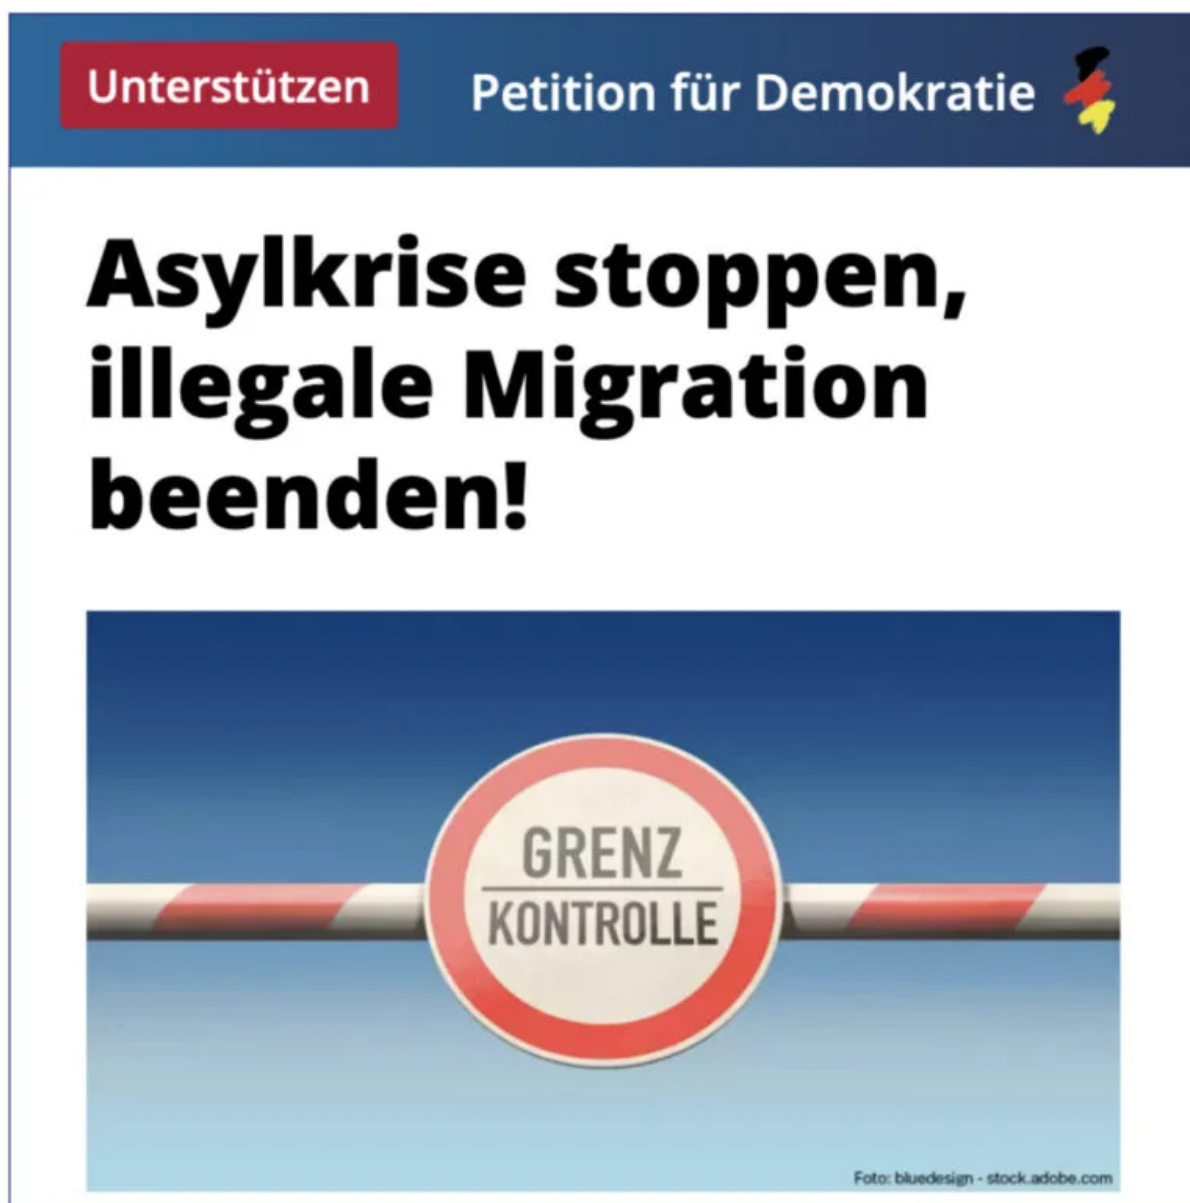 Unterstützen
Petition für Demokratie
Asylkrise stoppen,
illegale Migration
beenden!
GRENZ
KONTROLLE
Foto: bluedesign - stock.adobe.com